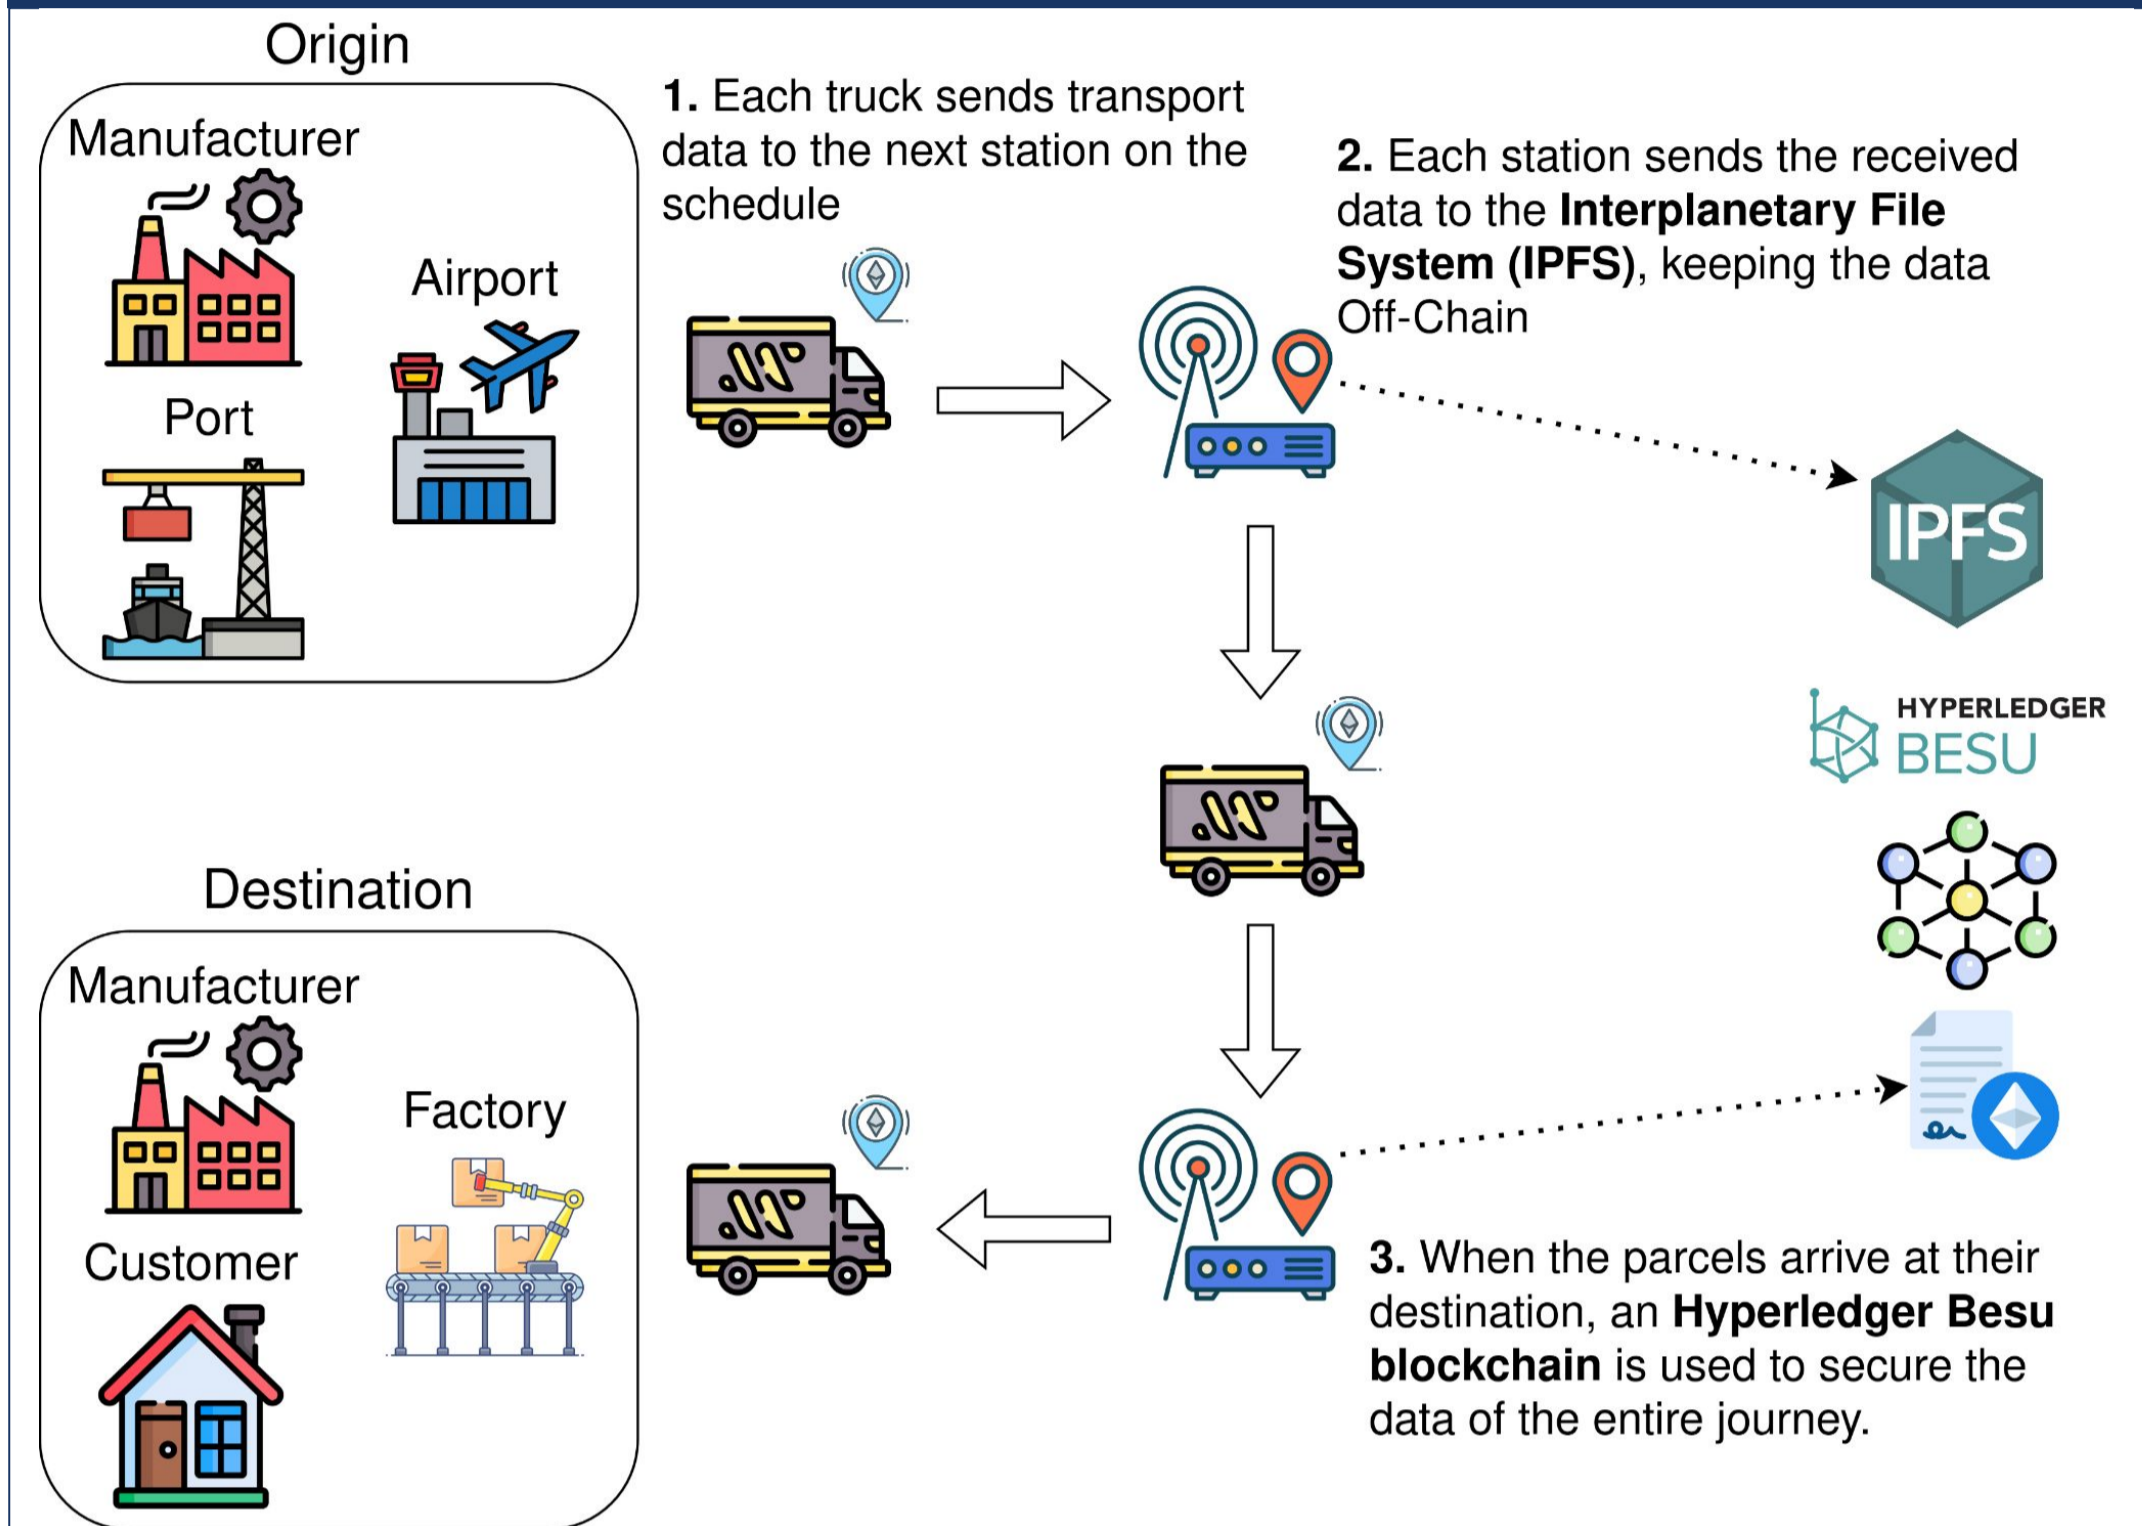 Origin
Manufacturer
Airport
Port
1. Each truck sends transport
data to the next station on the
schedule
2. Each station sends the received
data to the Interplanetary File
System (IPFS), keeping the data
Off-Chain
IPFS
HYPERLEDGER
BESU
Destination
Manufacturer
Factory
Customer
3. When the parcels arrive at their
destination, an Hyperledger Besu
blockchain is used to secure the
data of the entire journey.